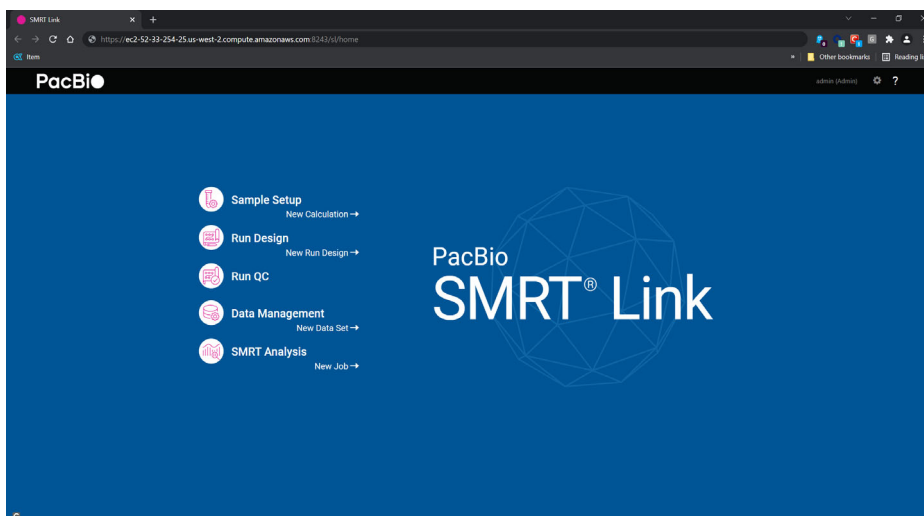 SMRT Link
https://ec2-52-33-254-25.us-west-2.compute.amazonaws.com:8243/sl/home
Item
» Other bookmarks
Reading li
PacBio
admin (Admin)
?
Sample Setup
New Calculation →
Run Design
New Run Design →
Run QC
Data Management
New Data Set →
SMRT Analysis
New Job →
PacBio
SMRT® Link